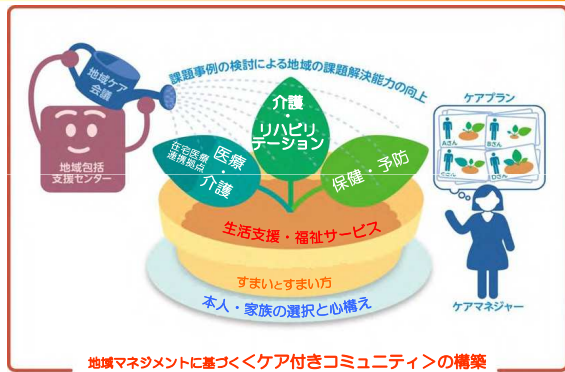 地域ケア
会議
課題事例の検討による地域の課題解決能力の向上
地域包括
支援センター
在宅医療
連携拠点
医療
・
介護
介護
・
リハビリ
テーション
保健・予防
生活支援・福祉サービス
すまいとすまい方
本人・家族の選択と心構え
ケアプラン
Aさん
Bさん
Cさん
Dさん
ケアマネジャー
地域マネジメントに基づく<ケア付きコミュニティ>の構築